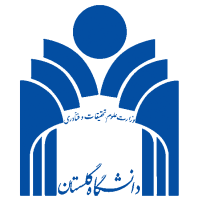 وزارت علوم تحقیقات و فناوری
دانشگاه گلستان